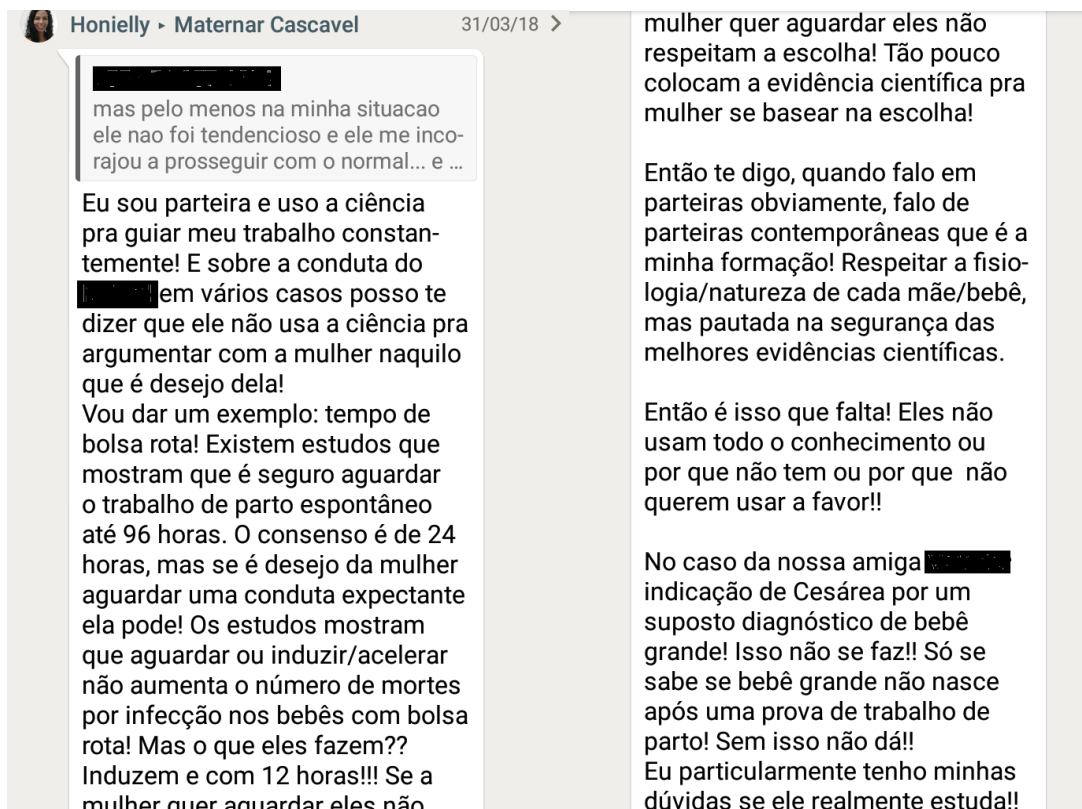 Honielly ▸ Maternar Cascavel 31/03/18
mas pelo menos na minha situacao
ele nao foi tendencioso e ele me inco-
rajou a prosseguir com o normal... e ...
Eu sou parteira e uso a ciência
pra guiar meu trabalho constan-
temente! E sobre a conduta do
em vários casos posso te
dizer que ele não usa a ciência pra
argumentar com a mulher naquilo
que é desejo dela!
Vou dar um exemplo: tempo de
bolsa rota! Existem estudos que
mostram que é seguro aguardar
o trabalho de parto espontâneo
até 96 horas. O consenso é de 24
horas, mas se é desejo da mulher
aguardar uma conduta expectante
ela pode! Os estudos mostram
que aguardar ou induzir/acelerar
não aumenta o número de mortes
por infecção nos bebês com bolsa
rota! Mas o que eles fazem??
Induzem e com 12 horas!!! Se a
mulher quer aguardar eles não
mulher quer aguardar eles não
respeitam a escolha! Tão pouco
colocam a evidência científica pra
mulher se basear na escolha!
Então te digo, quando falo em
parteiras obviamente, falo de
parteiras contemporâneas que é a
minha formação! Respeitar a fisio-
logia/natureza de cada mãe/bebê,
mas pautada na segurança das
melhores evidências científicas.
Então é isso que falta! Eles não
usam todo o conhecimento ou
por que não tem ou por que não
querem usar a favor!!
No caso da nossa amiga
indicação de Cesárea por um
suposto diagnóstico de bebê
grande! Isso não se faz!! Só se
sabe se bebê grande não nasce
após uma prova de trabalho de
parto! Sem isso não dá!!
Eu particularmente tenho minhas
dúvidas se ele realmente estuda!!